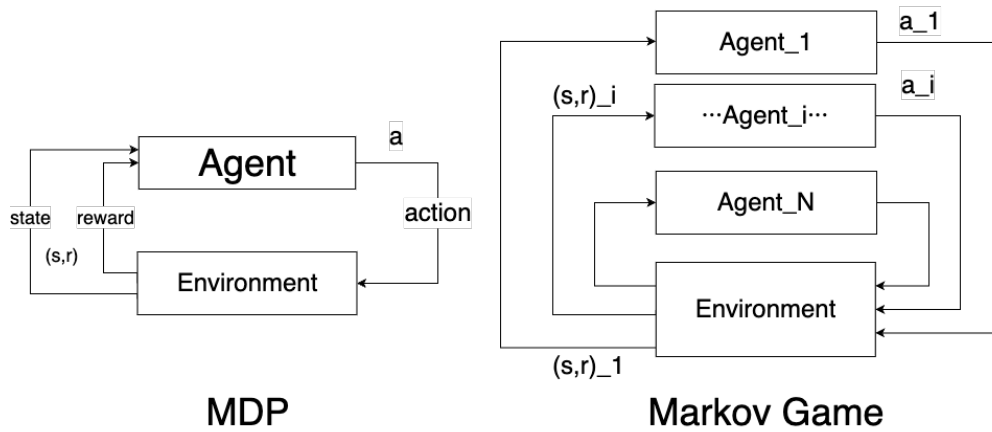 a
Agent
action
state
reward
(s,r)
Environment
MDP
Agent_1
a_1
(s,r)_i
···Agent_i···
a_i
Agent_N
Environment
(s,r)_1
Markov Game